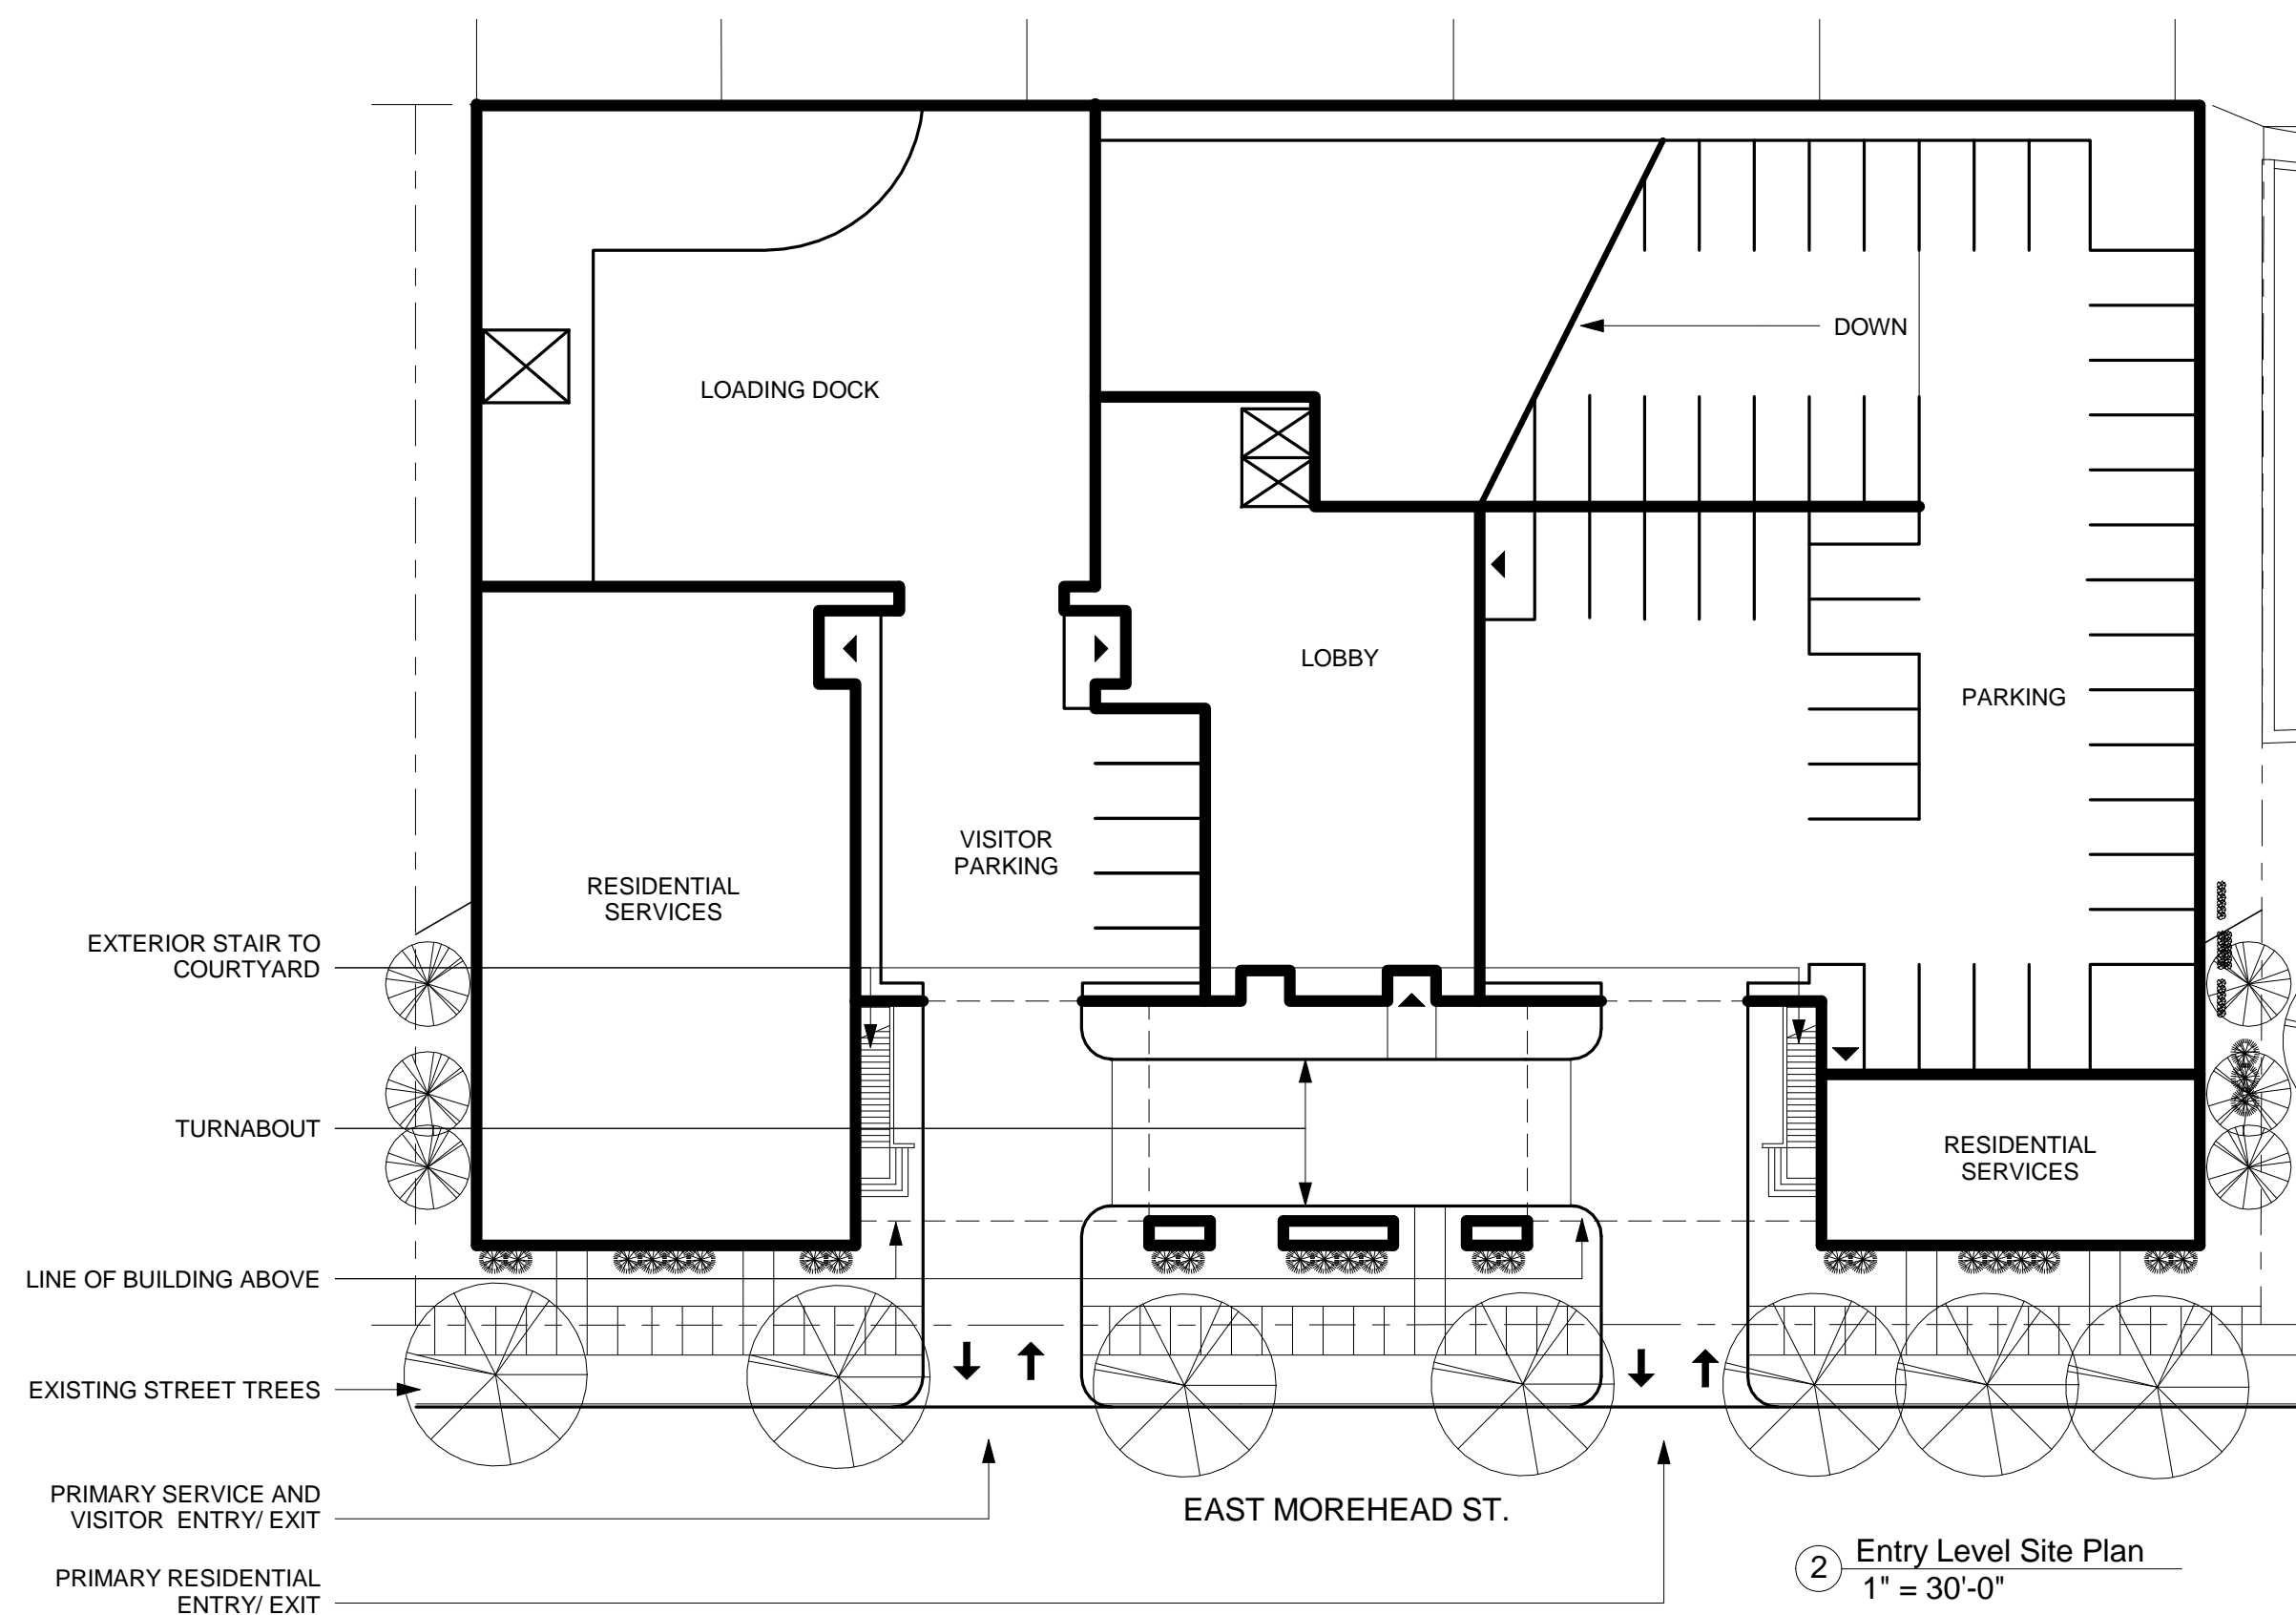 DOWN
LOADING DOCK
LOBBY
PARKING
VISITOR
PARKING
RESIDENTIAL
SERVICES
EXTERIOR STAIR TO
COURTYARD
TURNABOUT
RESIDENTIAL
SERVICES
LINE OF BUILDING ABOVE
EXISTING STREET TREES
PRIMARY SERVICE AND
VISITOR ENTRY/ EXIT
EAST MOREHEAD ST.
PRIMARY RESIDENTIAL
ENTRY/ EXIT
2 Entry Level Site Plan
1" = 30'-0"